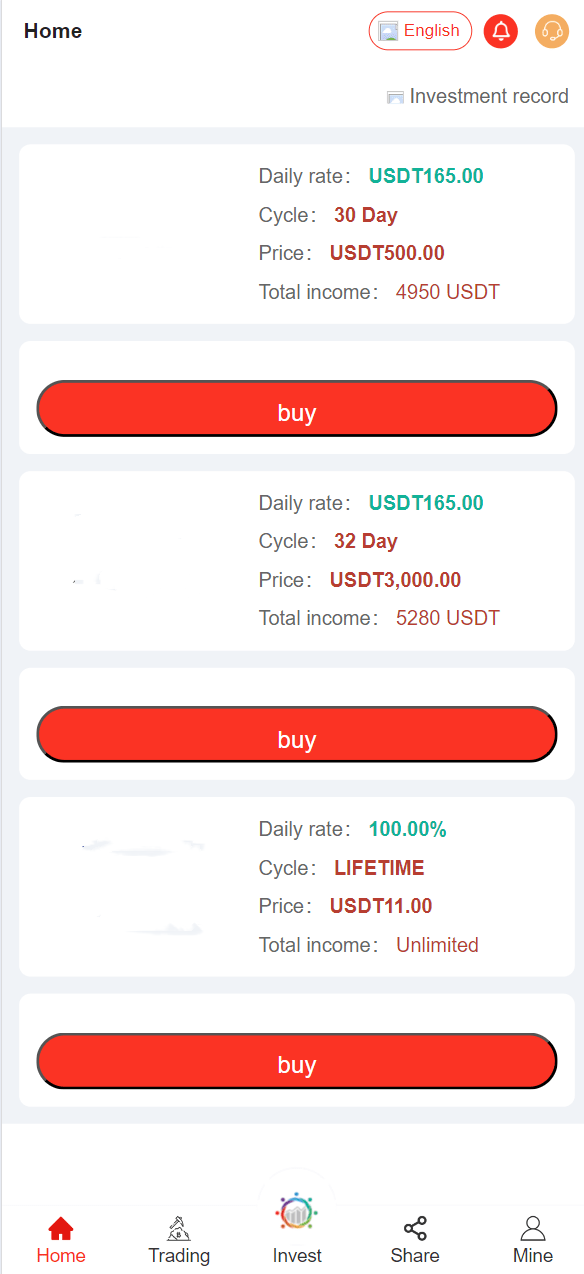 Home
English
Investment record
Daily rate： USDT165.00
Cycle： 30 Day
Price： USDT500.00
Total income： 4950 USDT
buy
Daily rate： USDT165.00
Cycle： 32 Day
Price： USDT3,000.00
Total income： 5280 USDT
buy
Daily rate： 100.00%
Cycle： LIFETIME
Price： USDT11.00
Total income： Unlimited
buy
Home Trading Invest Share Mine